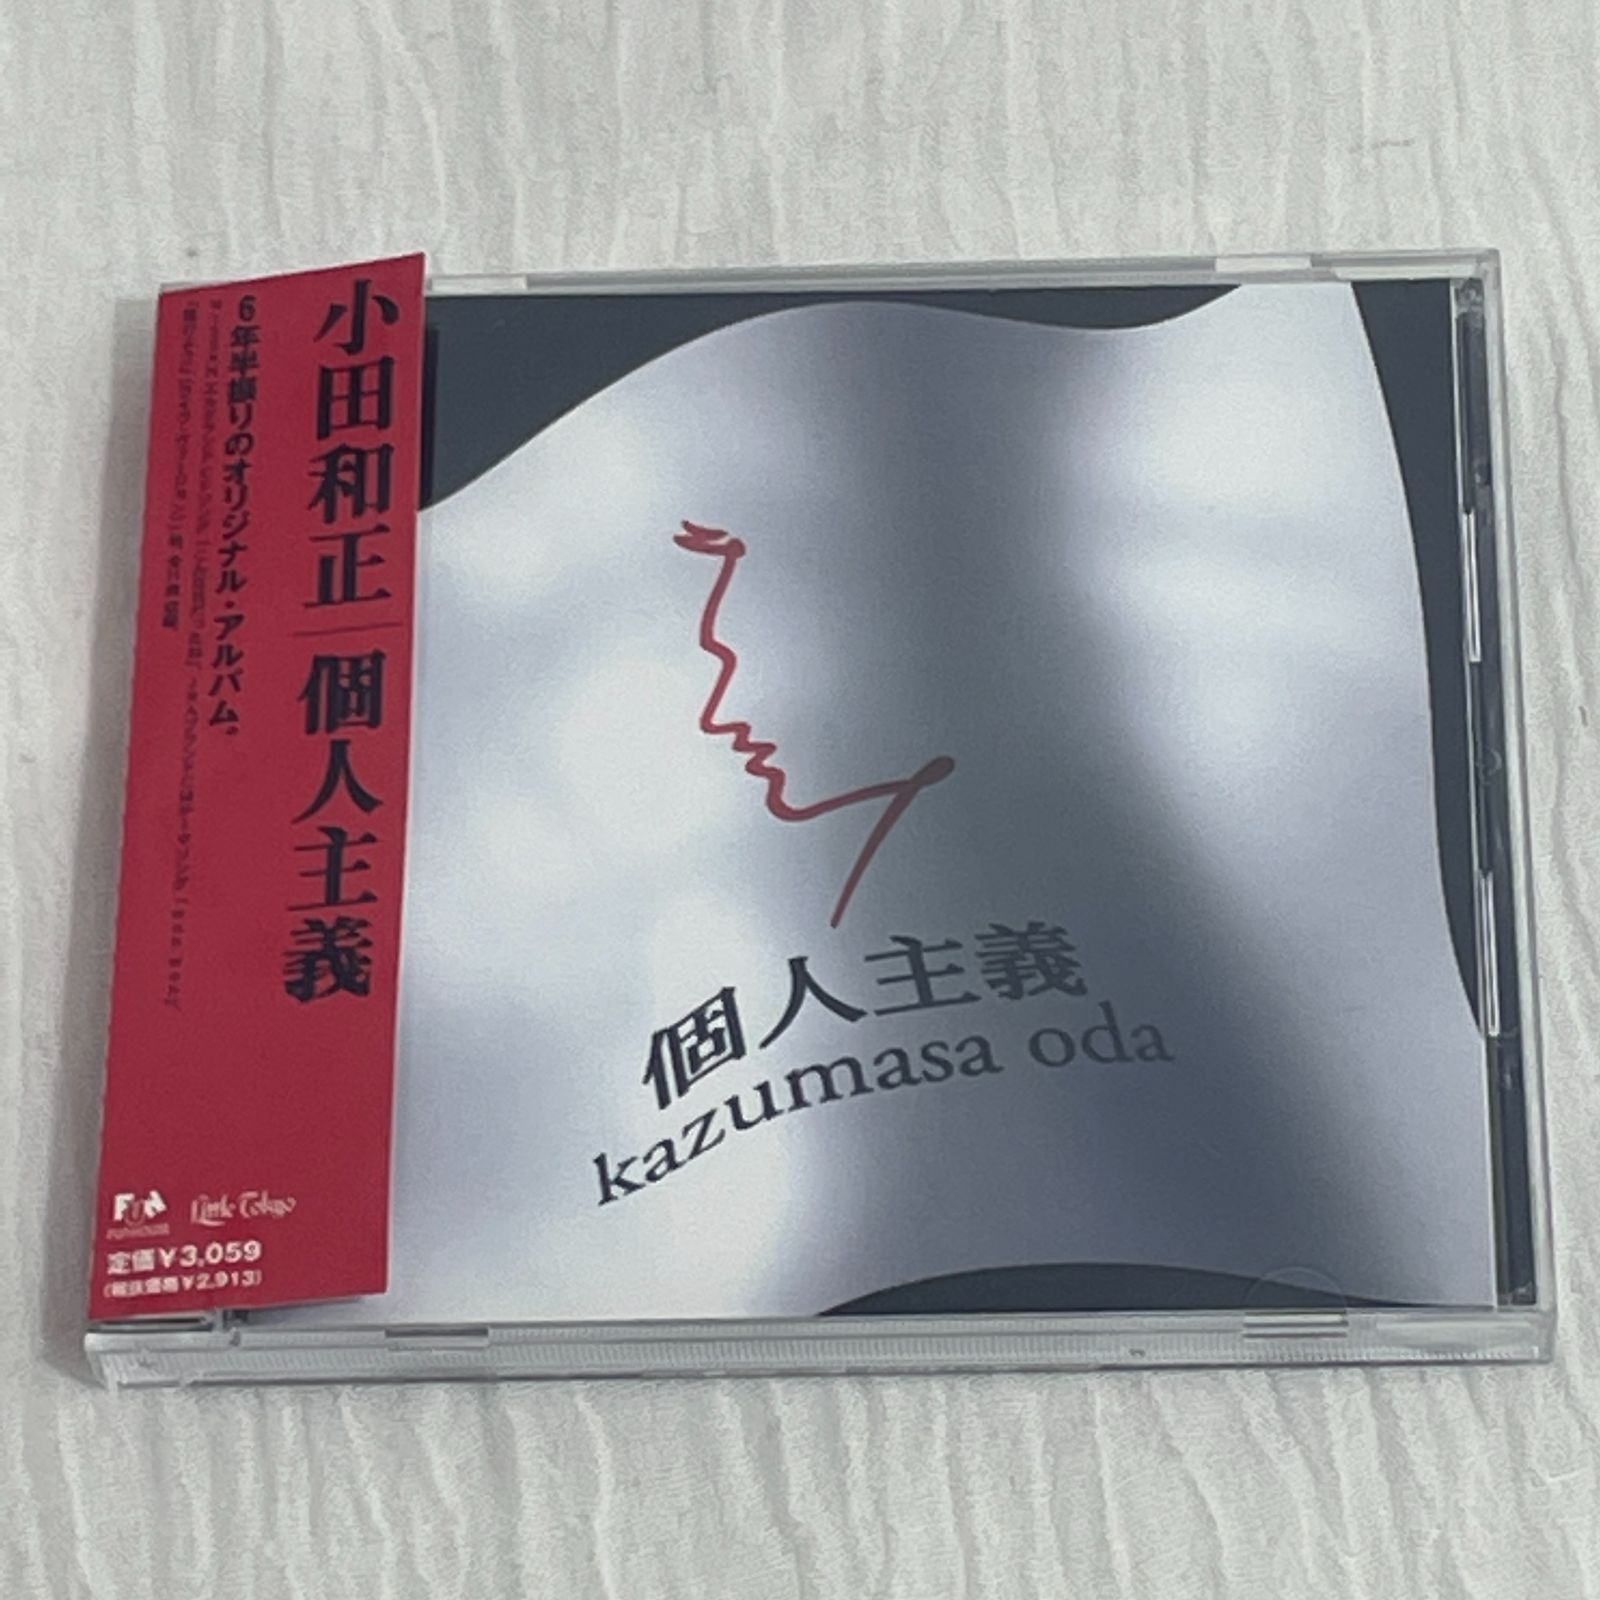 小田和正 個人主義
6年半振りのオリジナル・アルバム。
FUN
Little Tokyo
定価¥3,059
(税抜価格¥2,913)
個人主義
kazumasa oda